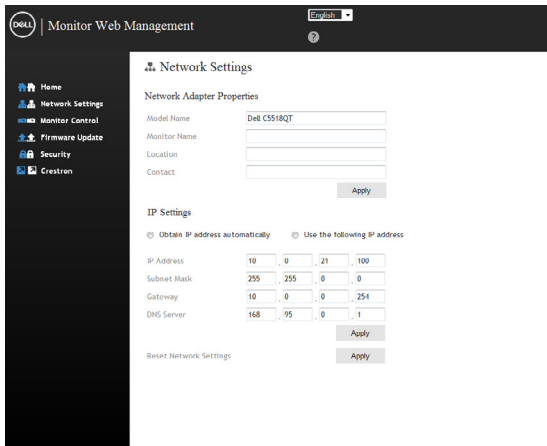 DELL Monitor Web Management
English
?
Home
Network Settings
Monitor Control
Firmware Update
Security
Crestron
Network Settings
Network Adapter Properties
Model Name Dell C5518QT
Monitor Name
Location
Contact
Apply
IP Settings
Obtain IP address automatically Use the following IP address
IP Address 10 . 0 . 21 . 100
Subnet Mask 255 . 255 . 0 . 0
Gateway 10 . 0 . 0 . 254
DNS Server 168 . 95 . 0 . 1
Apply
Reset Network Settings Apply